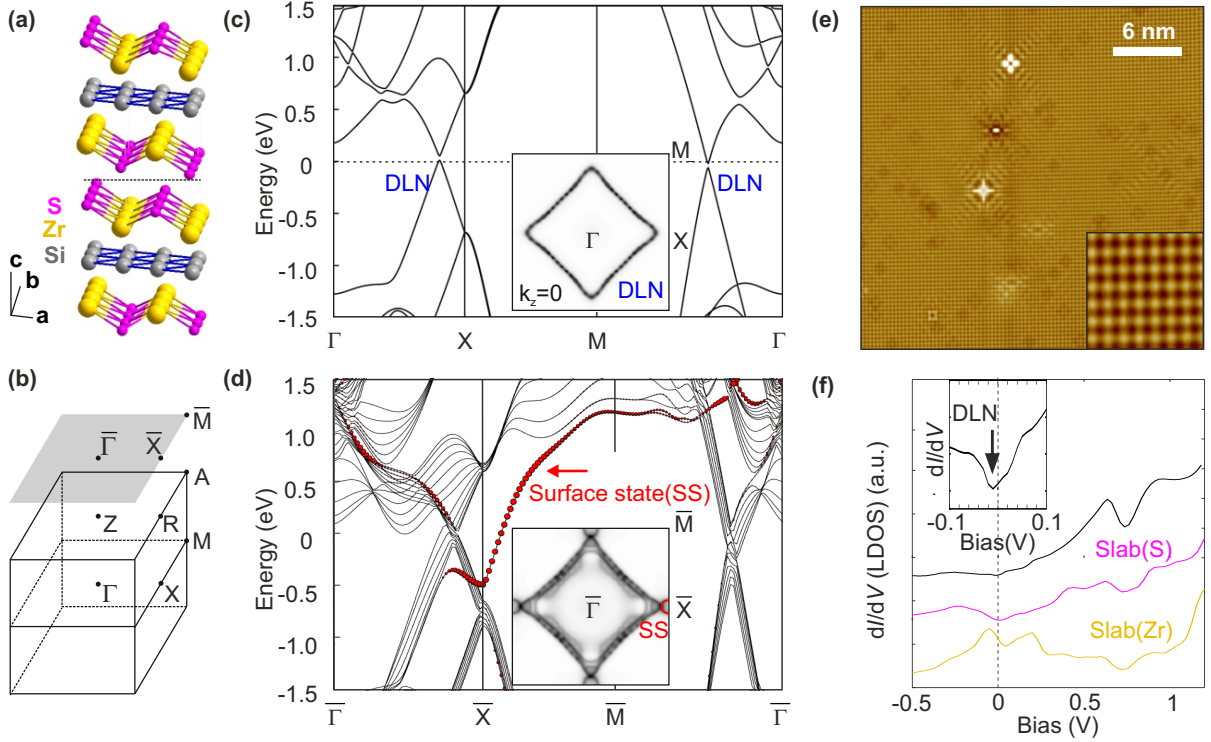 (a)
S
Zr
Si
c
b
a
(b)
M̅
Γ̅
X̅
A
Z
R
M
Γ
X
(c)
1.5
1.0
0.5
0
-0.5
-1.0
-1.5
Energy (eV)
DLN
DLN
M
Γ
X
k_z=0
DLN
Γ
X
M
Γ
(d)
1.5
1.0
0.5
0
-0.5
-1.0
-1.5
Energy (eV)
Surface state(SS)
M̅
Γ̅
X̅
SS
Γ̅
X̅
M̅
Γ̅
(e)
6 nm
(f)
dI/dV (LDOS) (a.u.)
DLN
dI/dV
-0.1
0.1
Bias(V)
Slab(S)
Slab(Zr)
-0.5
0
0.5
1
Bias (V)